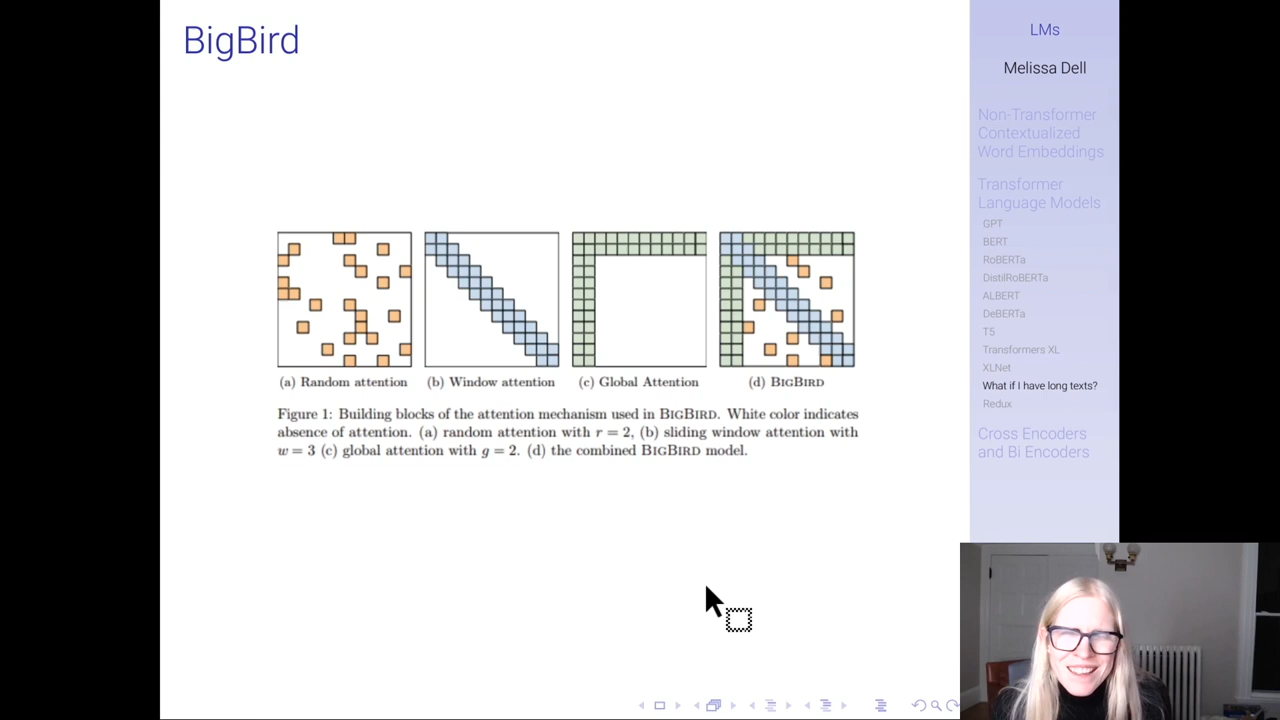 BigBird
(a) Random attention
(b) Window attention
(c) Global Attention
(d) BIGBIRD
Figure 1: Building blocks of the attention mechanism used in BIGBIRD. White color indicates
absence of attention. (a) random attention with r = 2, (b) sliding window attention with
w = 3 (c) global attention with g = 2. (d) the combined BIGBIRD model.
LMs
Melissa Dell
Non-Transformer
Contextualized
Word Embeddings
Transformer
Language Models
GPT
BERT
RoBERTa
DistilRoBERTa
ALBERT
DeBERTa
T5
Transformers XL
XLNet
What if I have long texts?
Redux
Cross Encoders
and Bi Encoders